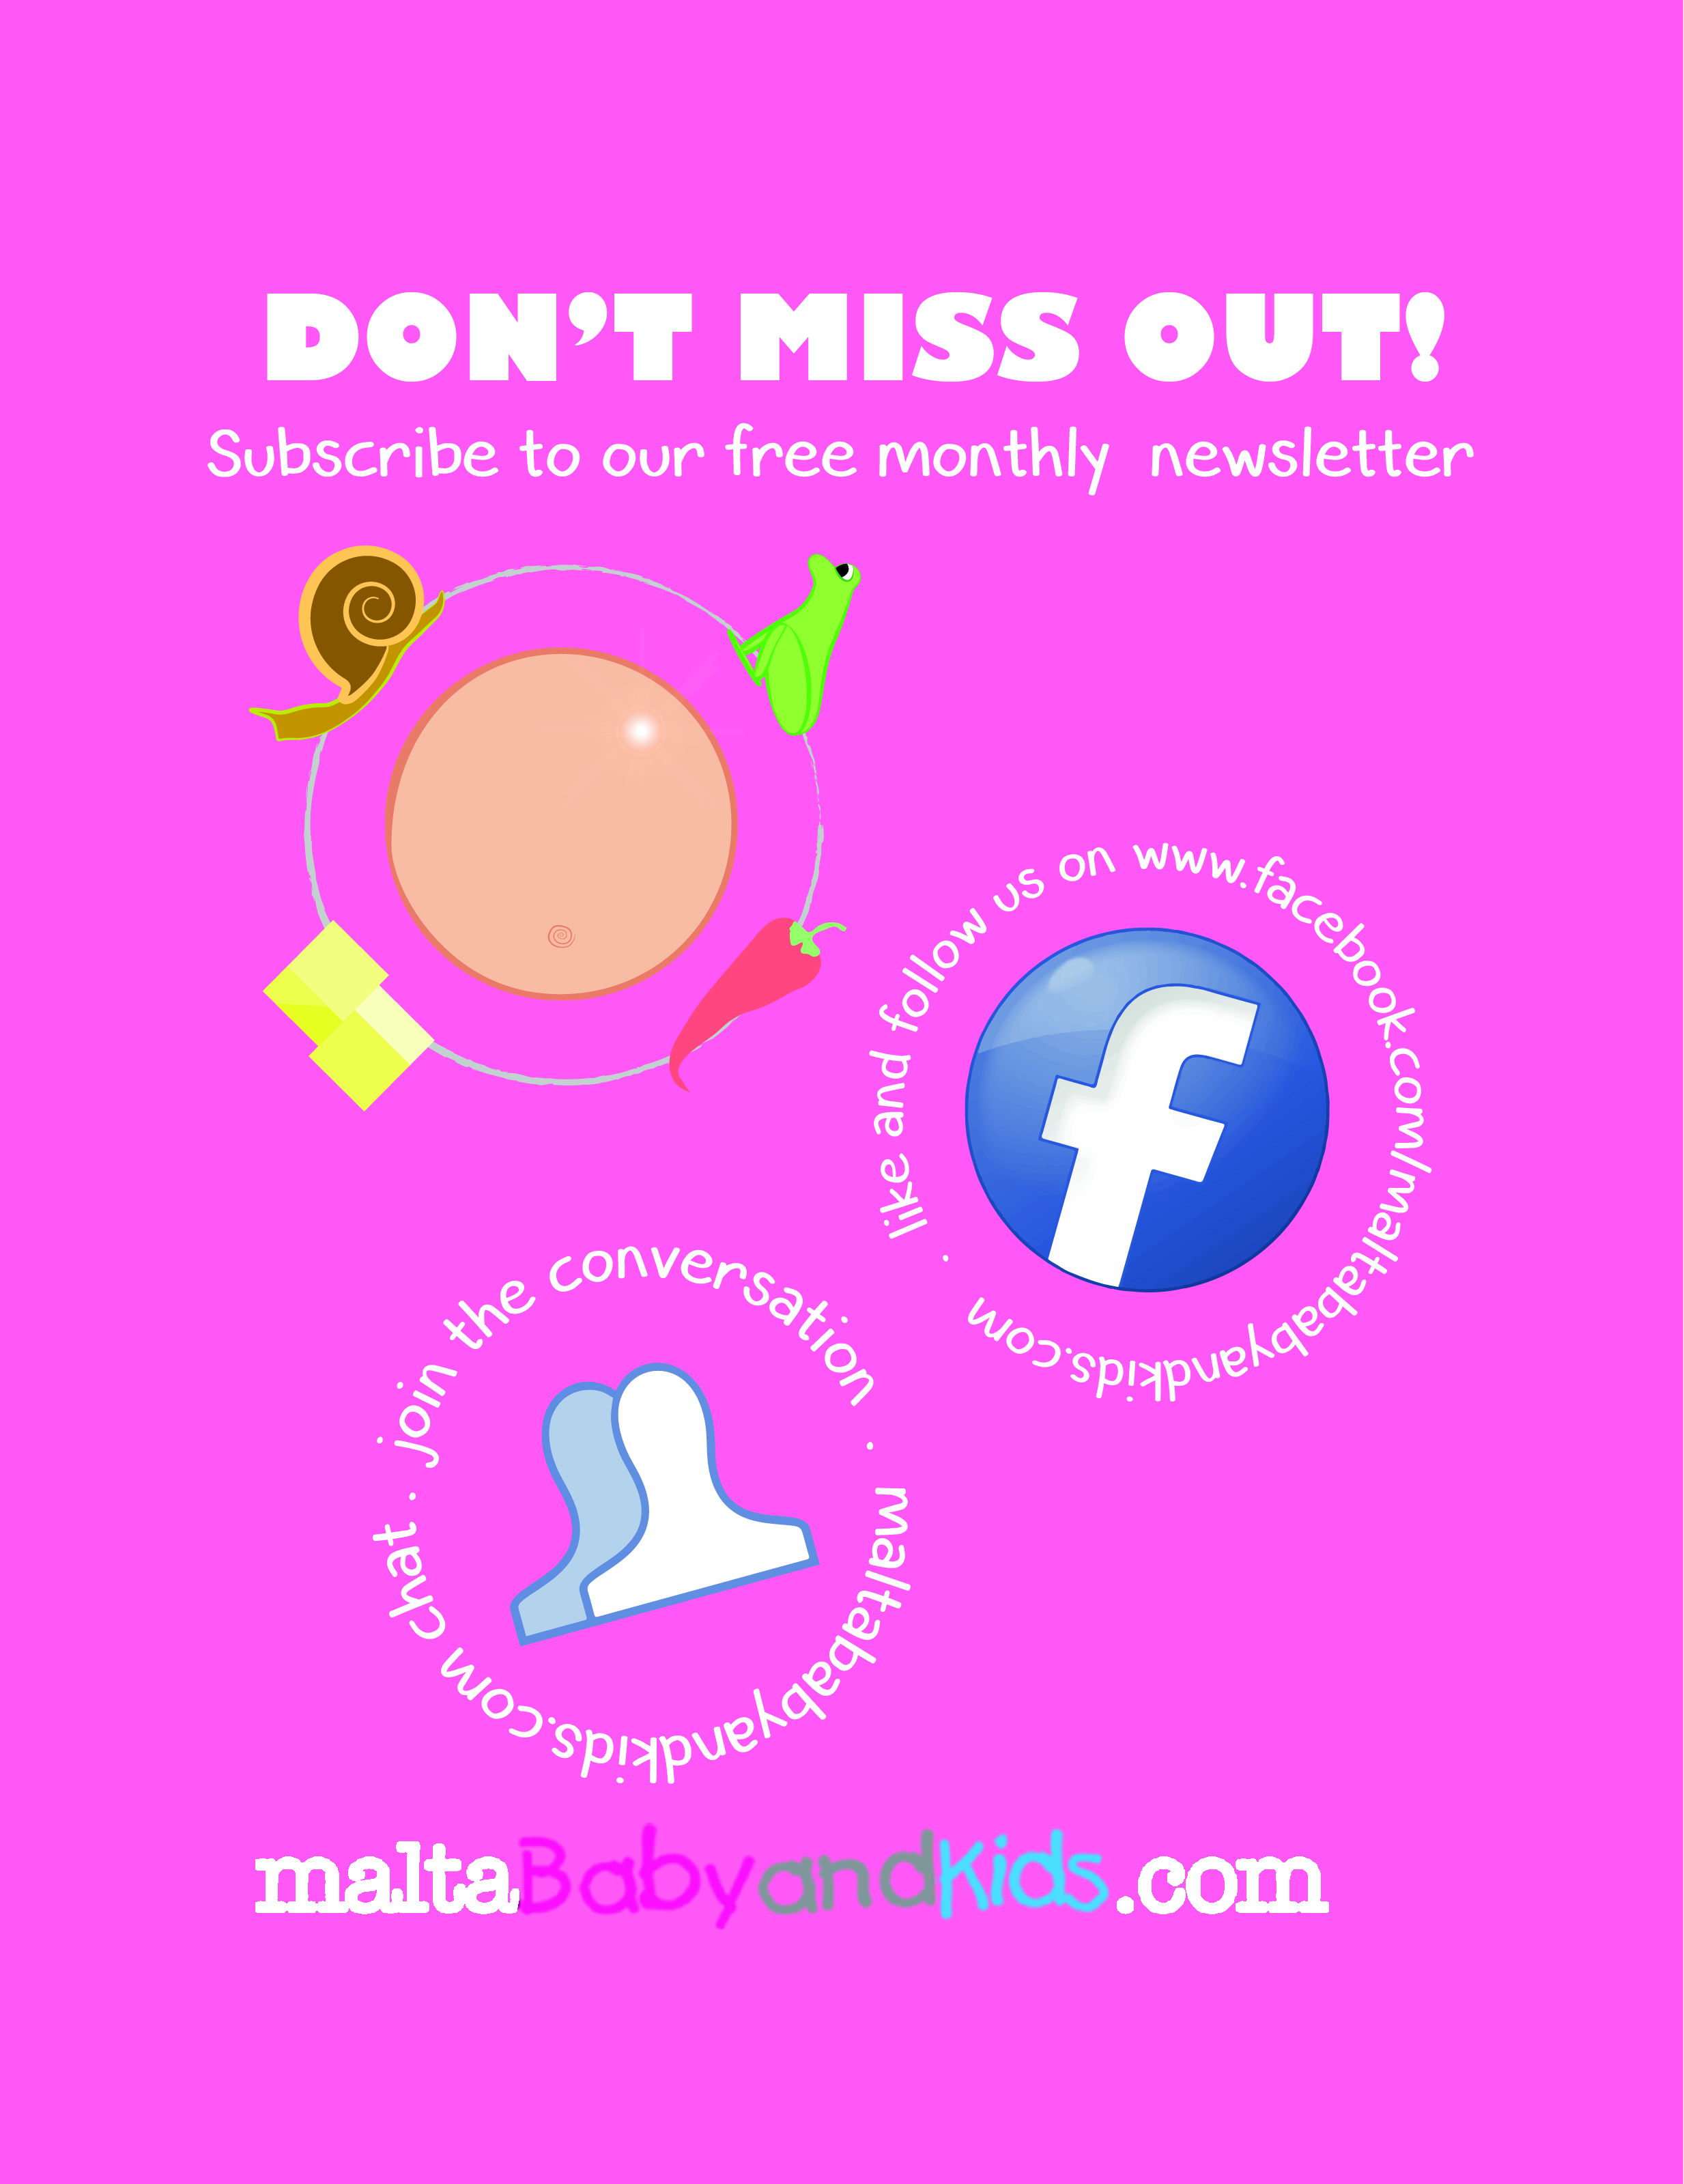 DON'T MISS OUT!
Subscribe to our free monthly newsletter
like and follow us on www.facebook.com/maltababyandkids.com .
join the conversation . maltababyandkids.com chat .
maltaBabyandkids.com